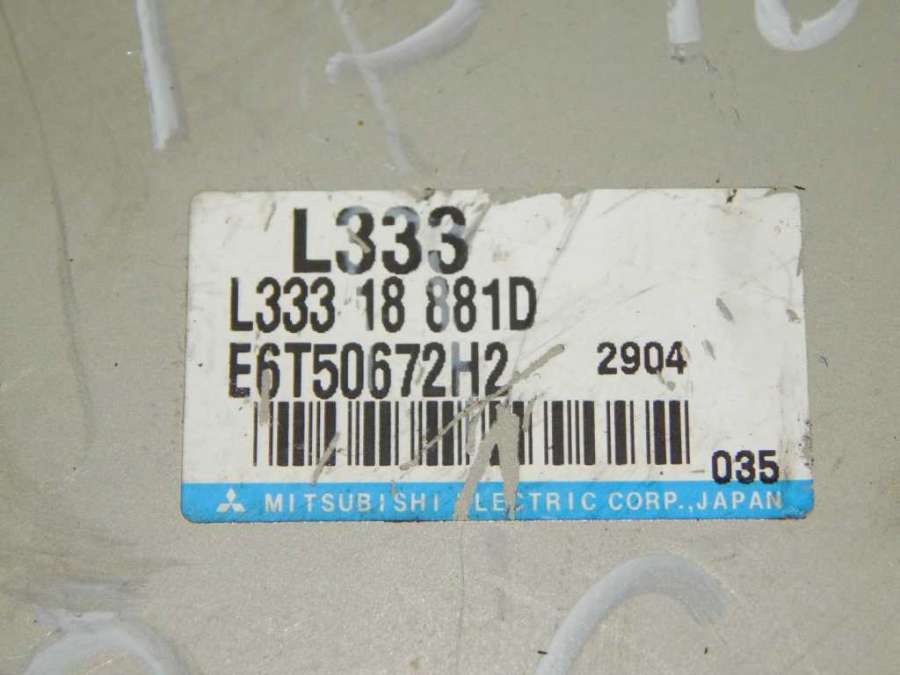 L333
L333 18 881D
E6T50672H2 2904
035
MITSUBISHI ELECTRIC CORP., JAPAN